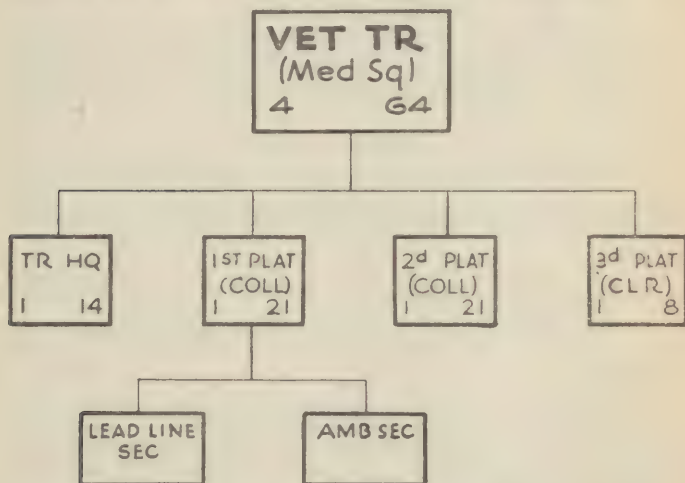 VET TR
(Med Sq)
4 64
TR HQ
1 14
1ST PLAT
(COLL)
1 21
2d PLAT
(COLL)
1 21
3d PLAT
(CLR)
1 8
LEAD LINE
SEC
AMB SEC